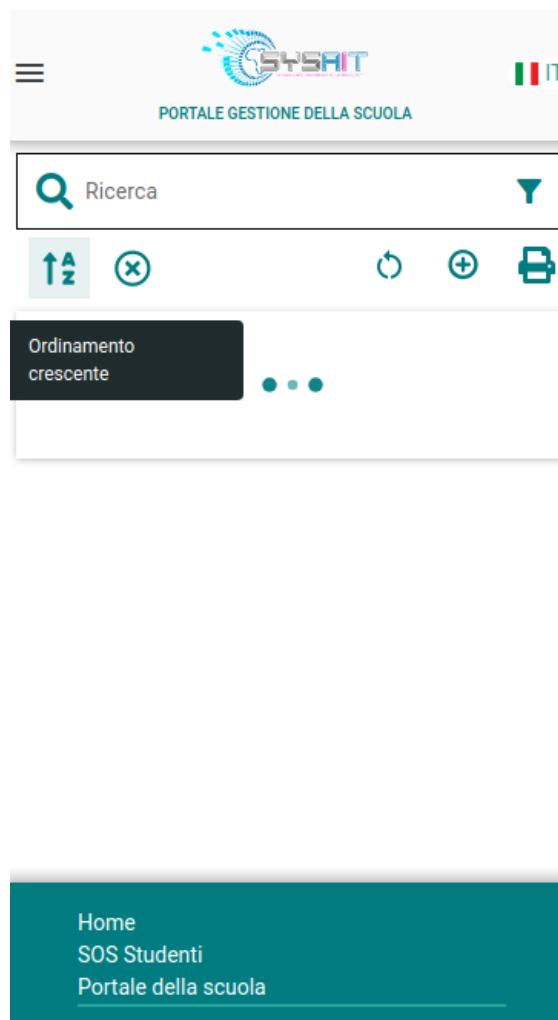 SYSAIT
PORTALE GESTIONE DELLA SCUOLA
IT
Ricerca
A
Z
Ordinamento
crescente
Home
SOS Studenti
Portale della scuola